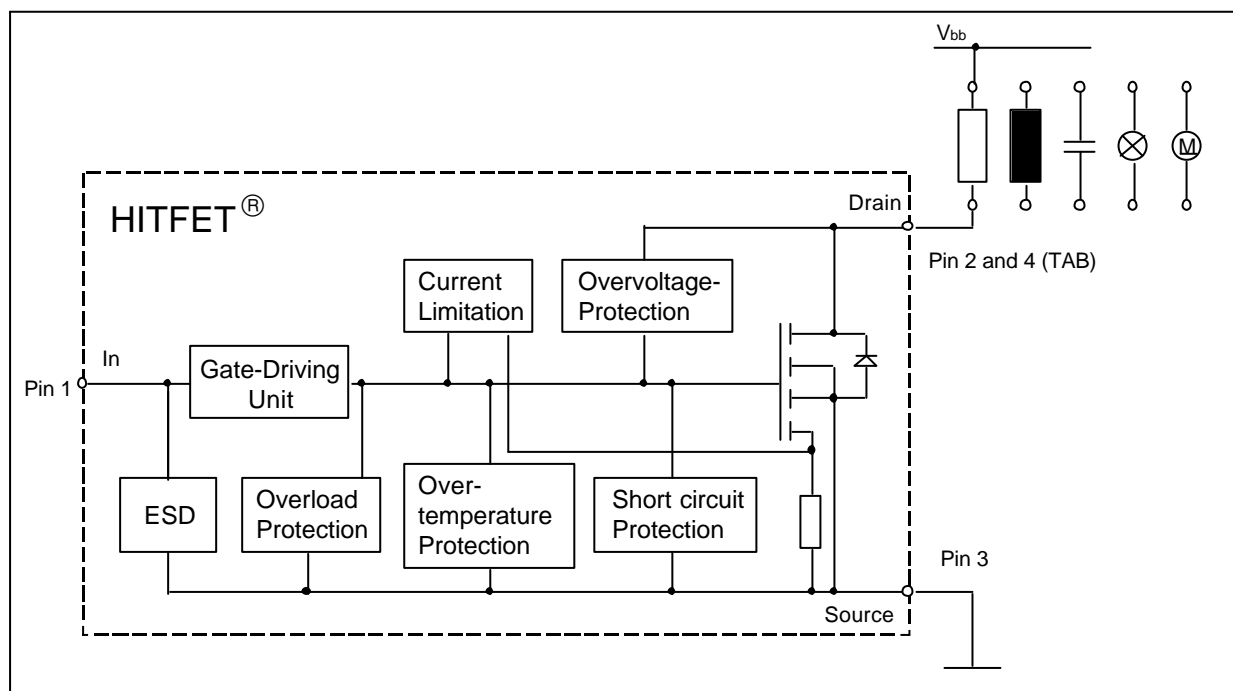 Vbb
M
HITFET ®
Drain
Pin 2 and 4 (TAB)
Current
Limitation
Overvoltage-
Protection
In
Pin 1
Gate-Driving
Unit
ESD
Overload
Protection
Over-
temperature
Protection
Short circuit
Protection
Pin 3
Source